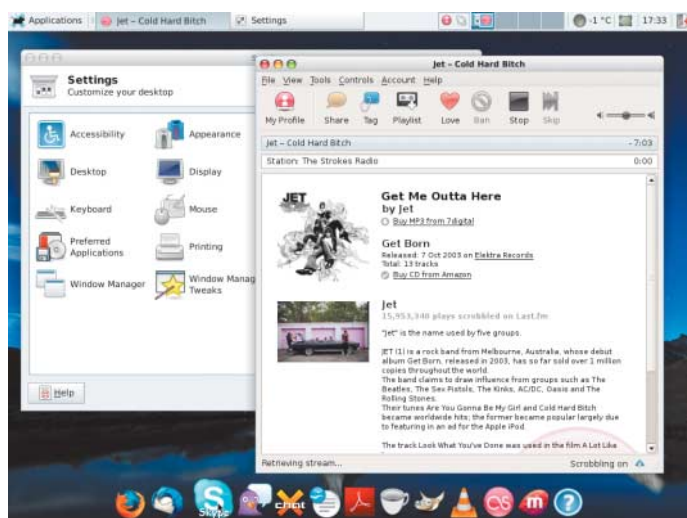 Applications
Jet – Cold Hard Bitch
Settings
-1 °C
17:33
Settings
Customize your desktop
Accessibility
Appearance
Desktop
Display
Keyboard
Mouse
Preferred
Applications
Printing
Window Manager
Window Manag
Tweaks
Help
Jet – Cold Hard Bitch
File View Tools Controls Account Help
My Profile
Share
Tag
Playlist
Love
Ban
Stop
Skip
Jet – Cold Hard Bitch
- 7:03
Station: The Strokes Radio
0:00
JET
Get Me Outta Here
by Jet
Buy MP3 from 7digital
Get Born
Released: 7 Oct 2003 on Elektra Records
Total: 13 tracks
Buy CD from Amazon
Jet
15,953,340 plays scrobbled on Last.fm
"Jet" is the name used by five groups.
JET (1) is a rock band from Melbourne, Australia, whose debut
album Get Born, released in 2003, has so far sold over 1 million
copies throughout the world.
The band claims to draw influence from groups such as The
Beatles, The Sex Pistols, The Kinks, AC/DC, Oasis and The
Rolling Stones.
Their tunes Are You Gonna Be My Girl and Cold Hard Bitch
became worldwide hits; the former became popular largely due
to featuring in an ad for the Apple iPod
The track Look What You've Done was used in the film A Lot Like
Retrieving stream...
Scrobbling on
Skype
chat